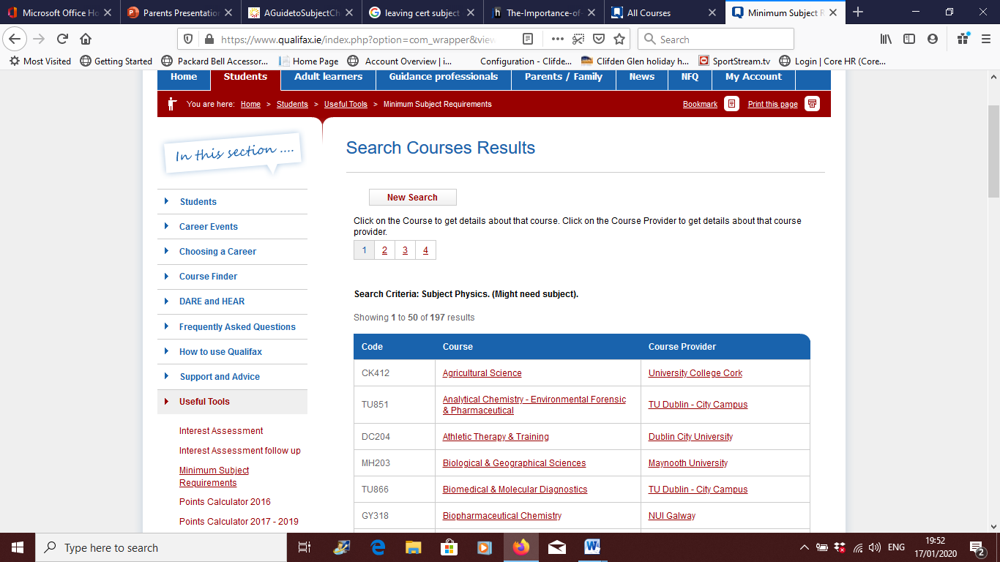 Microsoft Office Ho
Parents Presentation
AGuidetoSubjectCh
leaving cert subject
The-Importance-of-
All Courses
Minimum Subject R
https://www.qualifax.ie/index.php?option=com_wrapper&view
Search
Most Visited
Getting Started
Packard Bell Accessor...
Home Page
Account Overview | i...
Configuration - Clifde...
Clifden Glen holiday h...
SportStream.tv
Login | Core HR (Core...
Home
Students
Adult learners
Guidance professionals
Parents / Family
News
NFQ
My Account
You are here: Home > Students > Useful Tools > Minimum Subject Requirements
Bookmark
Print this page
In this section ....
Students
Career Events
Choosing a Career
Course Finder
DARE and HEAR
Frequently Asked Questions
How to use Qualifax
Support and Advice
Useful Tools
Interest Assessment
Interest Assessment follow up
Minimum Subject
Requirements
Points Calculator 2016
Points Calculator 2017 - 2019
Search Courses Results
New Search
Click on the Course to get details about that course. Click on the Course Provider to get details about that course
provider.
1 2 3 4
Search Criteria: Subject Physics. (Might need subject).
Showing 1 to 50 of 197 results
Code Course Course Provider
CK412 Agricultural Science University College Cork
TU851 Analytical Chemistry - Environmental Forensic
& Pharmaceutical TU Dublin - City Campus
DC204 Athletic Therapy & Training Dublin City University
MH203 Biological & Geographical Sciences Maynooth University
TU866 Biomedical & Molecular Diagnostics TU Dublin - City Campus
GY318 Biopharmaceutical Chemistry NUI Galway
Type here to search
ENG
19:52
17/01/2020
2